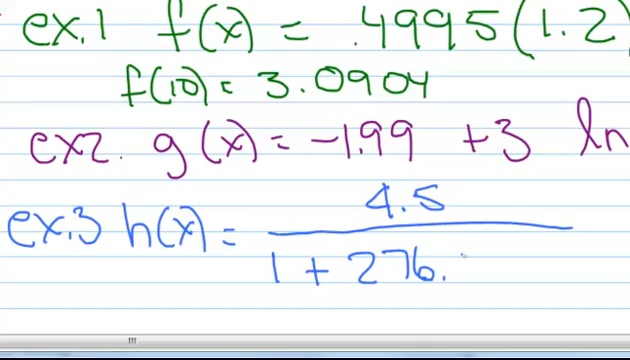 ex.1 f(x) = .4995(1.2)
f(10) = 3.0904
ex2. g(x) = -1.99 +3 ln
ex.3 h(x) = 4.5
1 + 276.